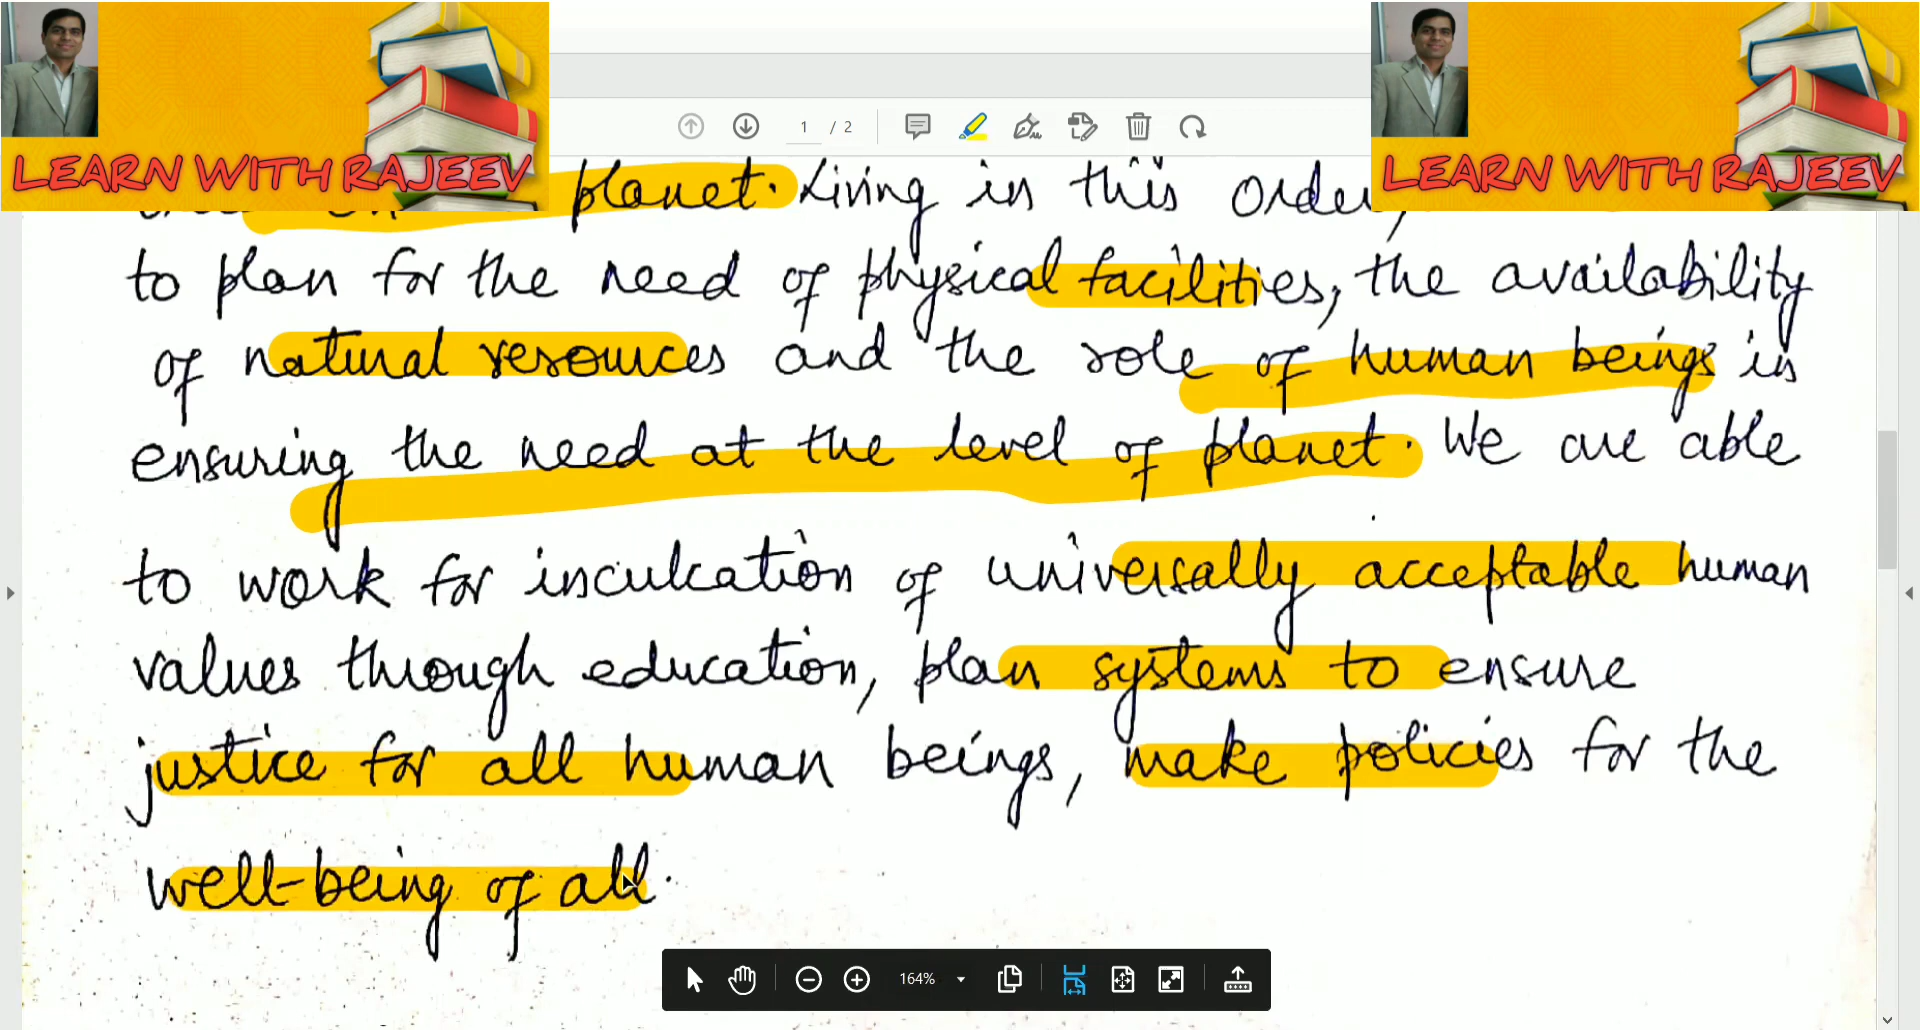 LEARN WITH RAJEEV
LEARN WITH RAJEEV
1 / 2
planet. Living in this order,
to plan for the need of physical facilities, the availability
of natural resources and the role of human beings in
ensuring the need at the level of planet. We are able
to work for inculcation of universally acceptable human
values through education, plan systems to ensure
justice for all human beings, make policies for the
well-being of all.
164%